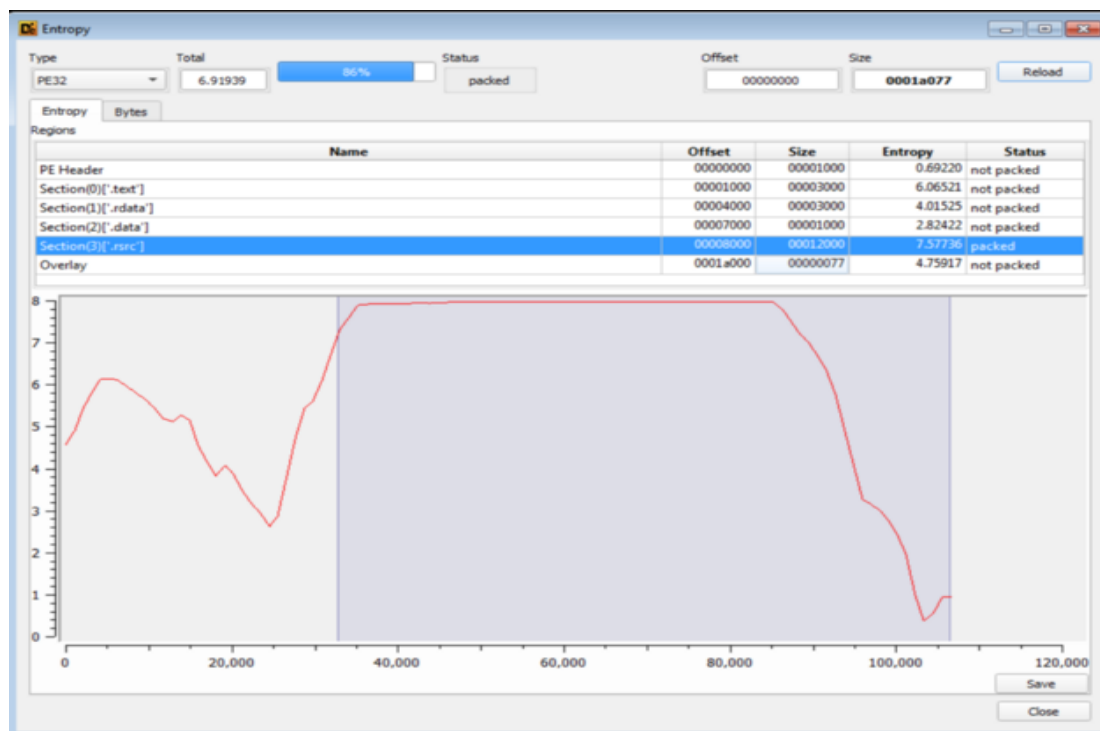 Entropy
Type Total Status Offset Size
PE32 6.91939 86% packed 00000000 0001a077 Reload
Entropy Bytes
Regions
Name Offset Size Entropy Status
PE Header 00000000 00001000 0.69220 not packed
Section(0)['.text'] 00001000 00003000 6.06521 not packed
Section(1)['.rdata'] 00004000 00003000 4.01525 not packed
Section(2)['.data'] 00007000 00001000 2.82422 not packed
Section(3)['.rsrc'] 00008000 00012000 7.57736 packed
Overlay 0001a000 00000077 4.75917 not packed
8
7
6
5
4
3
2
1
0
0 20,000 40,000 60,000 80,000 100,000 120,000
Save
Close